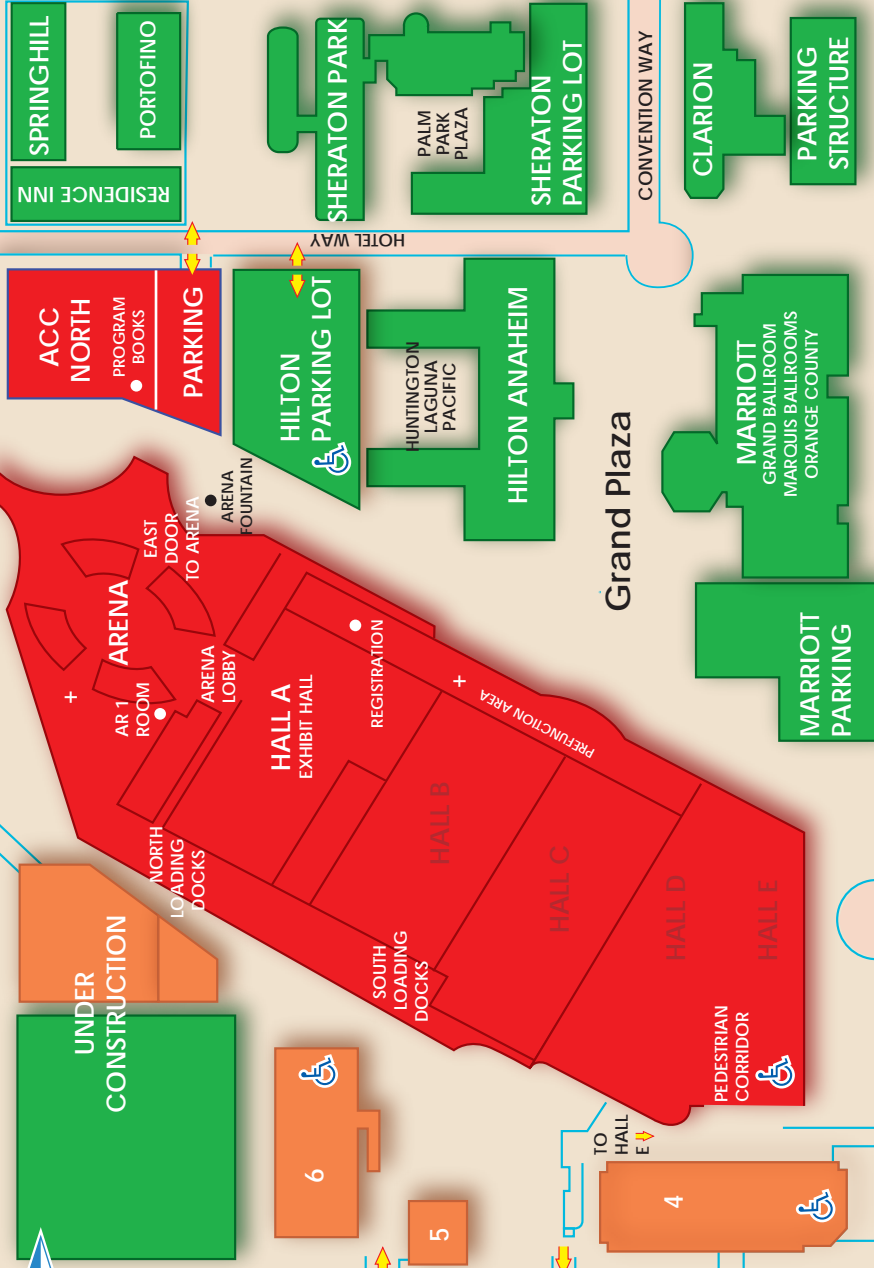 SPRINGHILL
PORTOFINO
RESIDENCE INN
SHERATON PARK
PALM
PARK
PLAZA
SHERATON
PARKING LOT
CONVENTION WAY
CLARION
PARKING
STRUCTURE
HOTEL WAY
ACC
NORTH
PROGRAM
BOOKS
PARKING
HILTON
PARKING LOT
HUNTINGTON
LAGUNA
PACIFIC
HILTON ANAHEIM
Grand Plaza
MARRIOTT
GRAND BALLROOM
MARQUIS BALLROOMS
ORANGE COUNTY
MARRIOTT
PARKING
ARENA
FOUNTAIN
EAST
DOOR
TO ARENA
ARENA
AR 1
ROOM
ARENA
LOBBY
HALL A
EXHIBIT HALL
REGISTRATION
+
+
PREFUNCTION AREA
HALL B
HALL C
HALL D
HALL E
NORTH
LOADING
DOCKS
SOUTH
LOADING
DOCKS
PEDESTRIAN
CORRIDOR
UNDER
CONSTRUCTION
TO
HALL
E
6
5
4